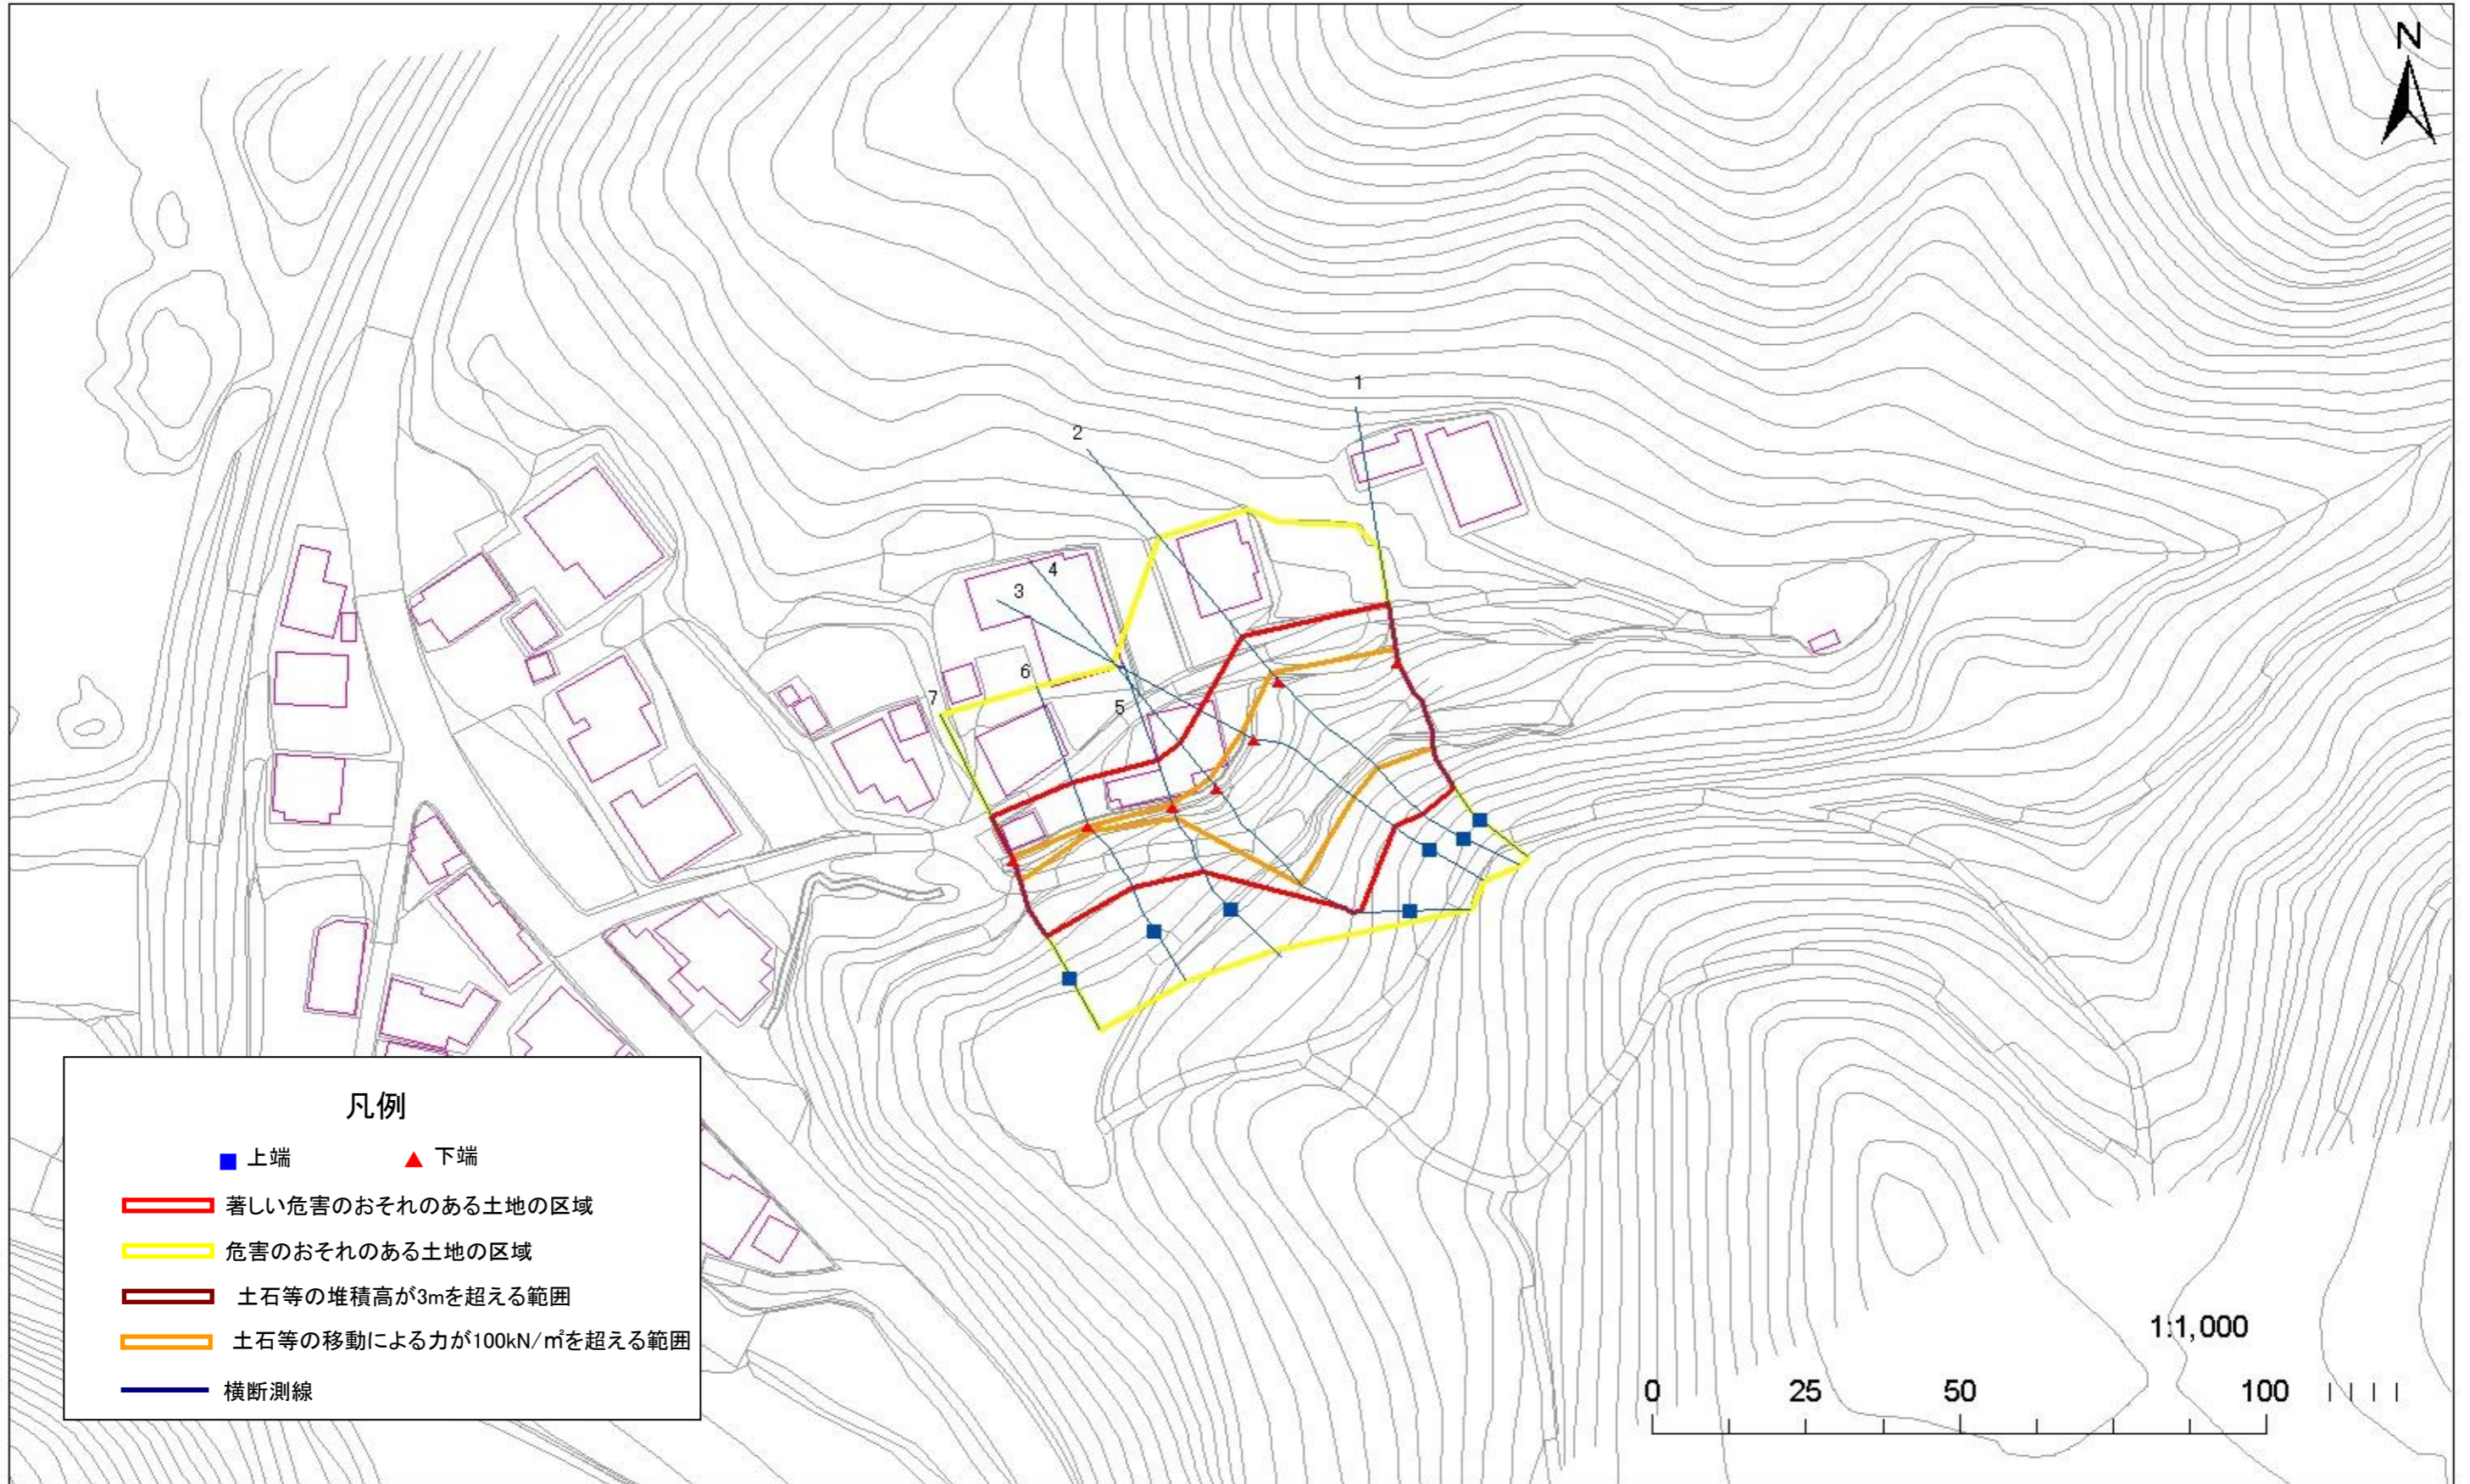 N
1
2
4
3
6
7
5
凡例
上端 下端
著しい危害のおそれのある土地の区域
危害のおそれのある土地の区域
土石等の堆積高が3mを超える範囲
土石等の移動による力が100kN/㎡を超える範囲
横断測線
1:1,000
0 25 50 100